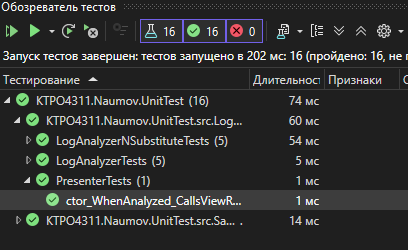 Обозреватель тестов
16 16 0
Запуск тестов завершен: тестов запущено в 202 мс: 16 (пройдено: 16, не п
Тестирование Длительнос Признаки С
KTPO4311.Naumov.UnitTest (16) 74 мс
KTPO4311.Naumov.UnitTest.src.Log... 60 мс
LogAnalyzerNSubstituteTests (5) 54 мс
LogAnalyzerTests (5) 5 мс
PresenterTests (1) 1 мс
ctor_WhenAnalyzed_CallsViewR... 1 мс
KTPO4311.Naumov.UnitTest.src.Sa... . 14 мс